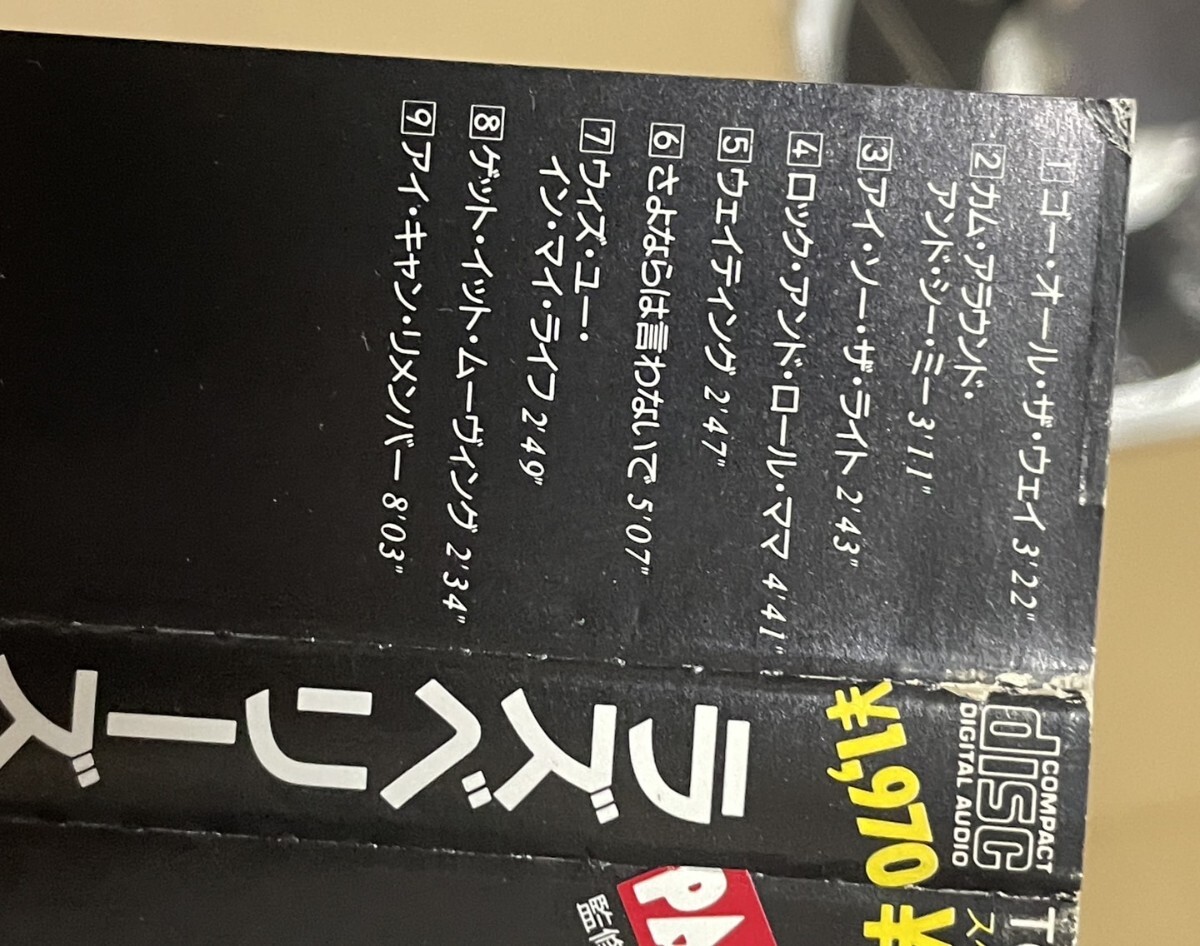 1 ゴー・オール・ザ・ウェイ 3'22"
2 カム・アラウンド・
アンド・シー・ミー 3'11"
3 アイ・ソー・ザ・ライト 2'43"
4 ロック・アンド・ロール・ママ 4'41"
5 ウェイティング 2'47"
6 さよならは言わないで 5'07"
7 ウィズ・ユー・
イン・マイ・ライフ 2'49"
8 ゲット・イット・ムーヴィング 2'34"
9 アイ・キャン・リメンバー 8'03"
COMPACT
disc
DIGITAL AUDIO
¥1,970
ラズベリーズ
T
ス
¥
PA
監修